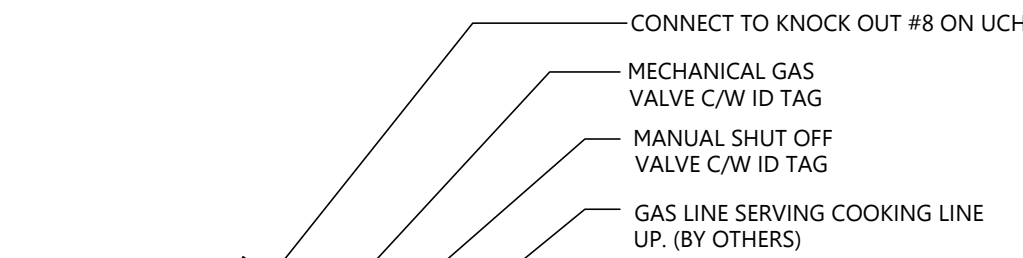 CONNECT TO KNOCK OUT #8 ON UCH
MECHANICAL GAS
VALVE C/W ID TAG
MANUAL SHUT OFF
VALVE C/W ID TAG
GAS LINE SERVING COOKING LINE
UP. (BY OTHERS)